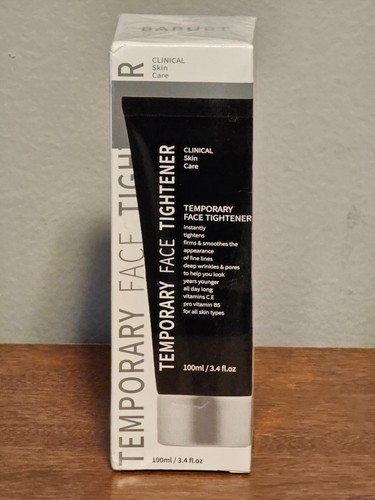 CLINICAL
Skin
Care
TEMPORARY FACE TIGHTENER
CLINICAL
Skin
Care
TEMPORARY
FACE TIGHTENER
instantly
tightens
firms & smoothes the
appearance
of fine lines
deep wrinkles & pores
to help you look
years younger
all day long
vitamins C E
pro vitamin B5
for all skin types
100ml / 3.4 fl.oz
TEMPORARY FACE TIGH R
100ml / 3.4 fl.oz